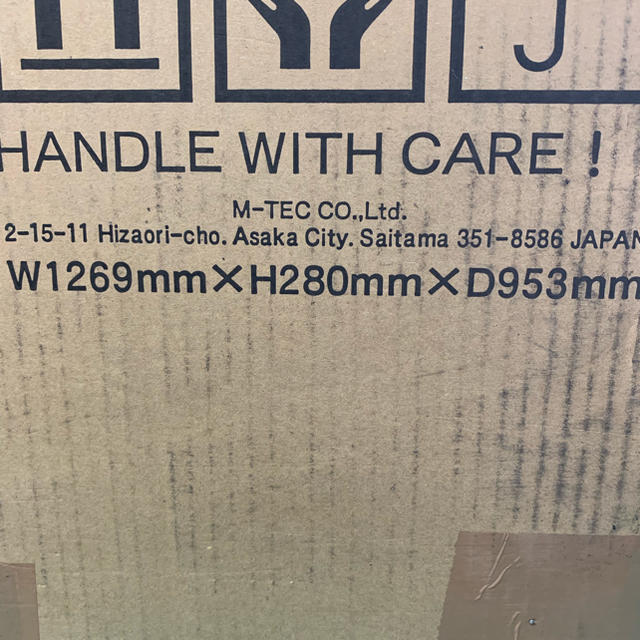 HANDLE WITH CARE !
M-TEC CO.,Ltd.
2-15-11 Hizaori-cho. Asaka City. Saitama 351-8586 JAPAN
W1269mm×H280mm×D953mm